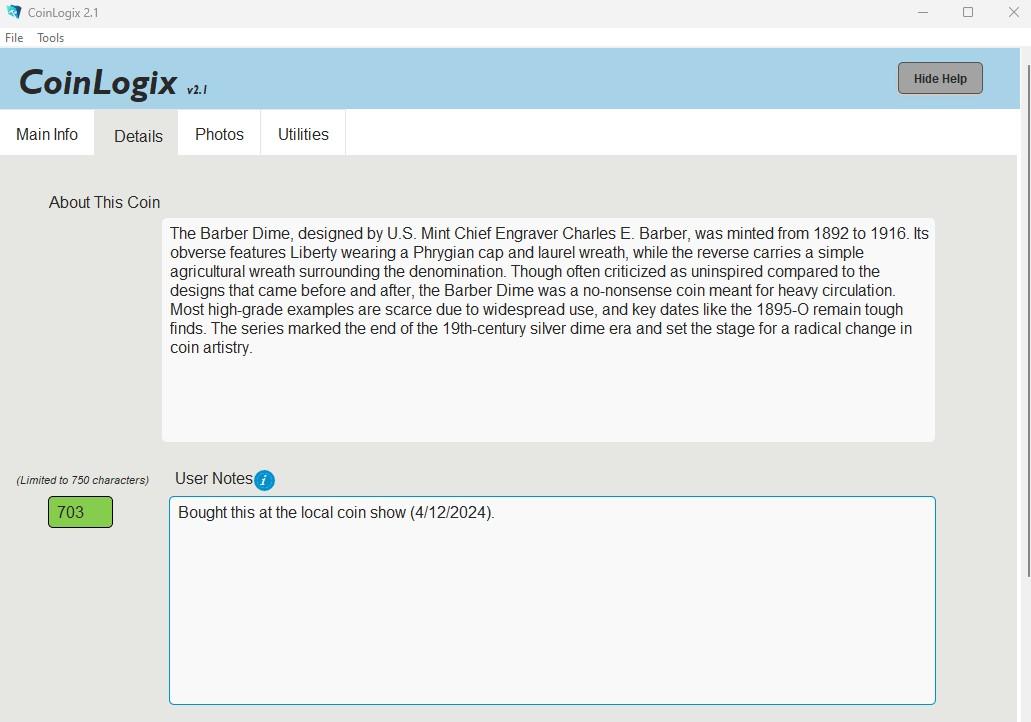 CoinLogix 2.1
File Tools
CoinLogix v2.1
Hide Help
Main Info Details Photos Utilities
About This Coin
The Barber Dime, designed by U.S. Mint Chief Engraver Charles E. Barber, was minted from 1892 to 1916. Its
obverse features Liberty wearing a Phrygian cap and laurel wreath, while the reverse carries a simple
agricultural wreath surrounding the denomination. Though often criticized as uninspired compared to the
designs that came before and after, the Barber Dime was a no-nonsense coin meant for heavy circulation.
Most high-grade examples are scarce due to widespread use, and key dates like the 1895-O remain tough
finds. The series marked the end of the 19th-century silver dime era and set the stage for a radical change in
coin artistry.
(Limited to 750 characters) User Notes i
703
Bought this at the local coin show (4/12/2024).